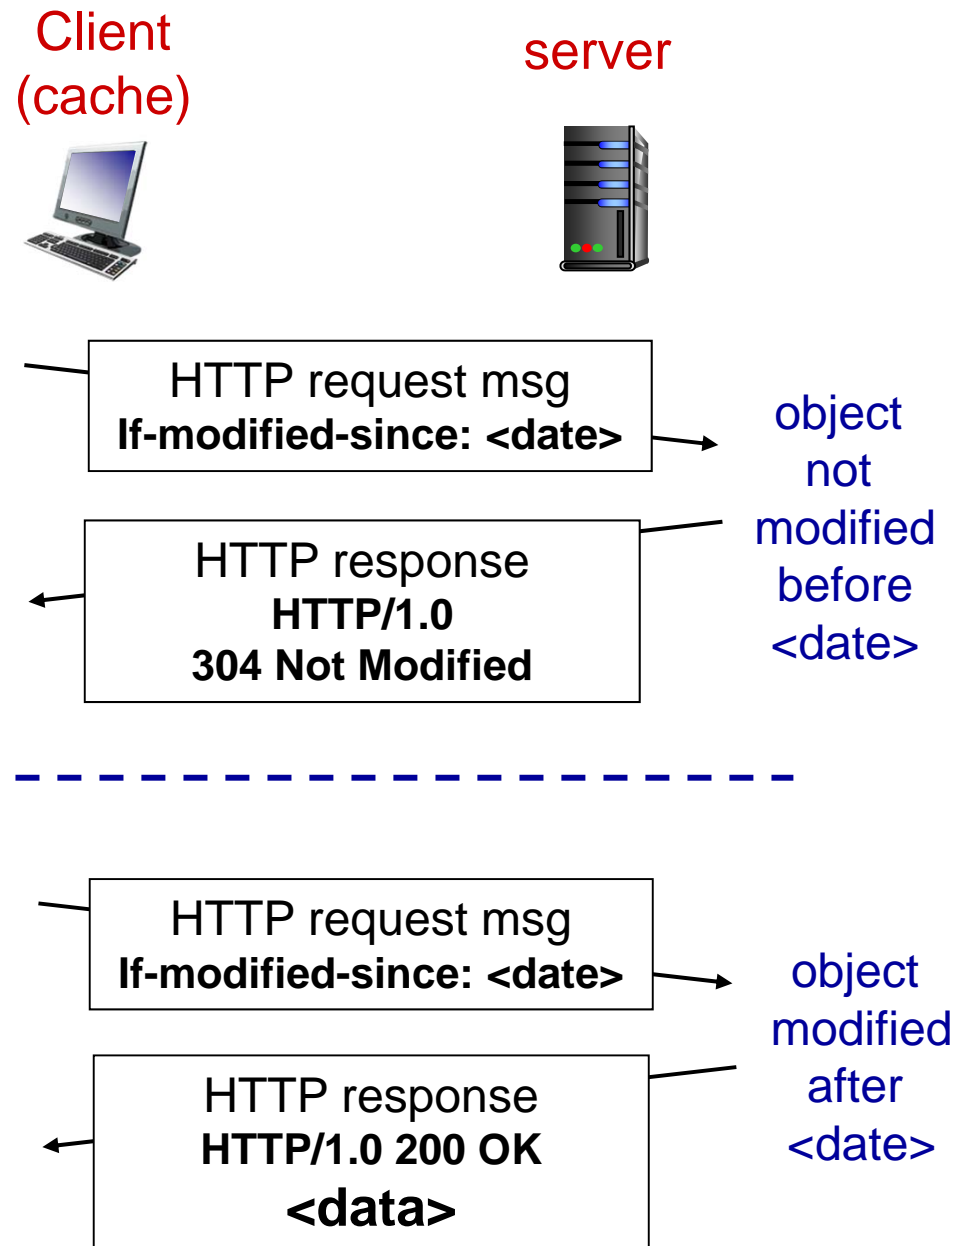 Client
(cache)
server
HTTP request msg
If-modified-since: <date>
object
not
modified
before
<date>
HTTP response
HTTP/1.0
304 Not Modified
HTTP request msg
If-modified-since: <date>
object
modified
after
<date>
HTTP response
HTTP/1.0 200 OK
<data>